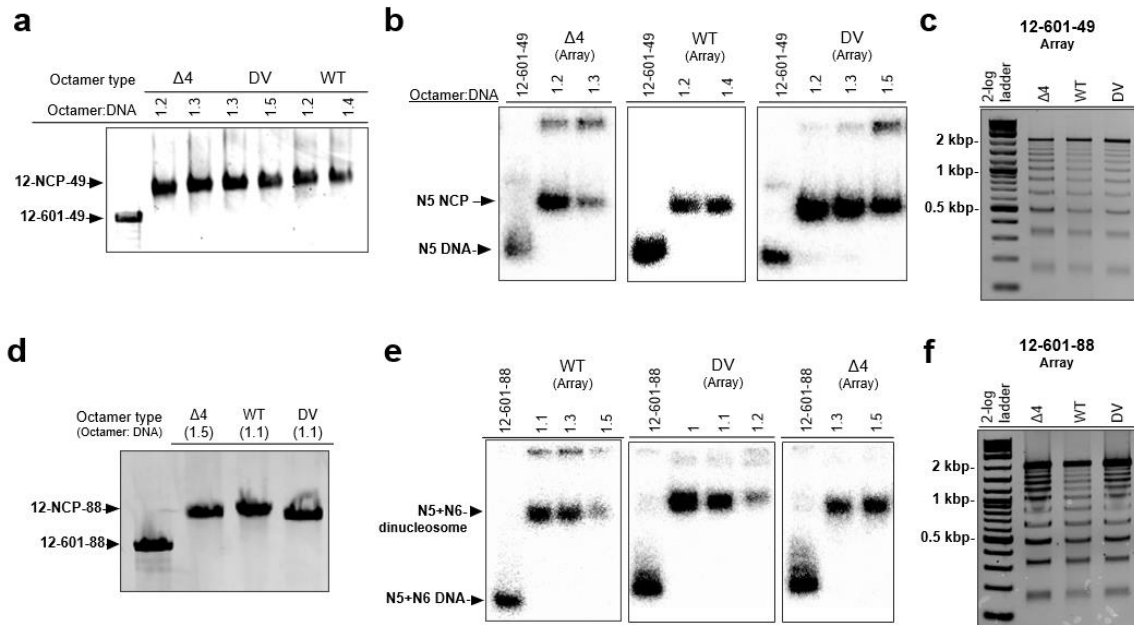 a
Octamer type Δ4 DV WT
Octamer:DNA 1.2 1.3 1.3 1.5 1.2 1.4
12-NCP-49
12-601-49
b
12-601-49 Δ4 (Array) 12-601-49 WT (Array) 12-601-49 DV (Array)
Octamer:DNA 1.2 1.3 1.2 1.4 1.2 1.3 1.5
N5 NCP
N5 DNA
c
12-601-49
Array
2-log ladder Δ4 WT DV
2 kbp-
1 kbp-
0.5 kbp-
d
Octamer type Δ4 WT DV
(Octamer: DNA) (1.5) (1.1) (1.1)
12-NCP-88
12-601-88
e
12-601-88 WT (Array) 12-601-88 DV (Array) 12-601-88 Δ4 (Array)
1.1 1.3 1.5 1 1.1 1.2 1.3 1.5
N5+N6-
dinucleosome
N5+N6 DNA-
f
12-601-88
Array
2-log ladder Δ4 WT DV
2 kbp-
1 kbp-
0.5 kbp-